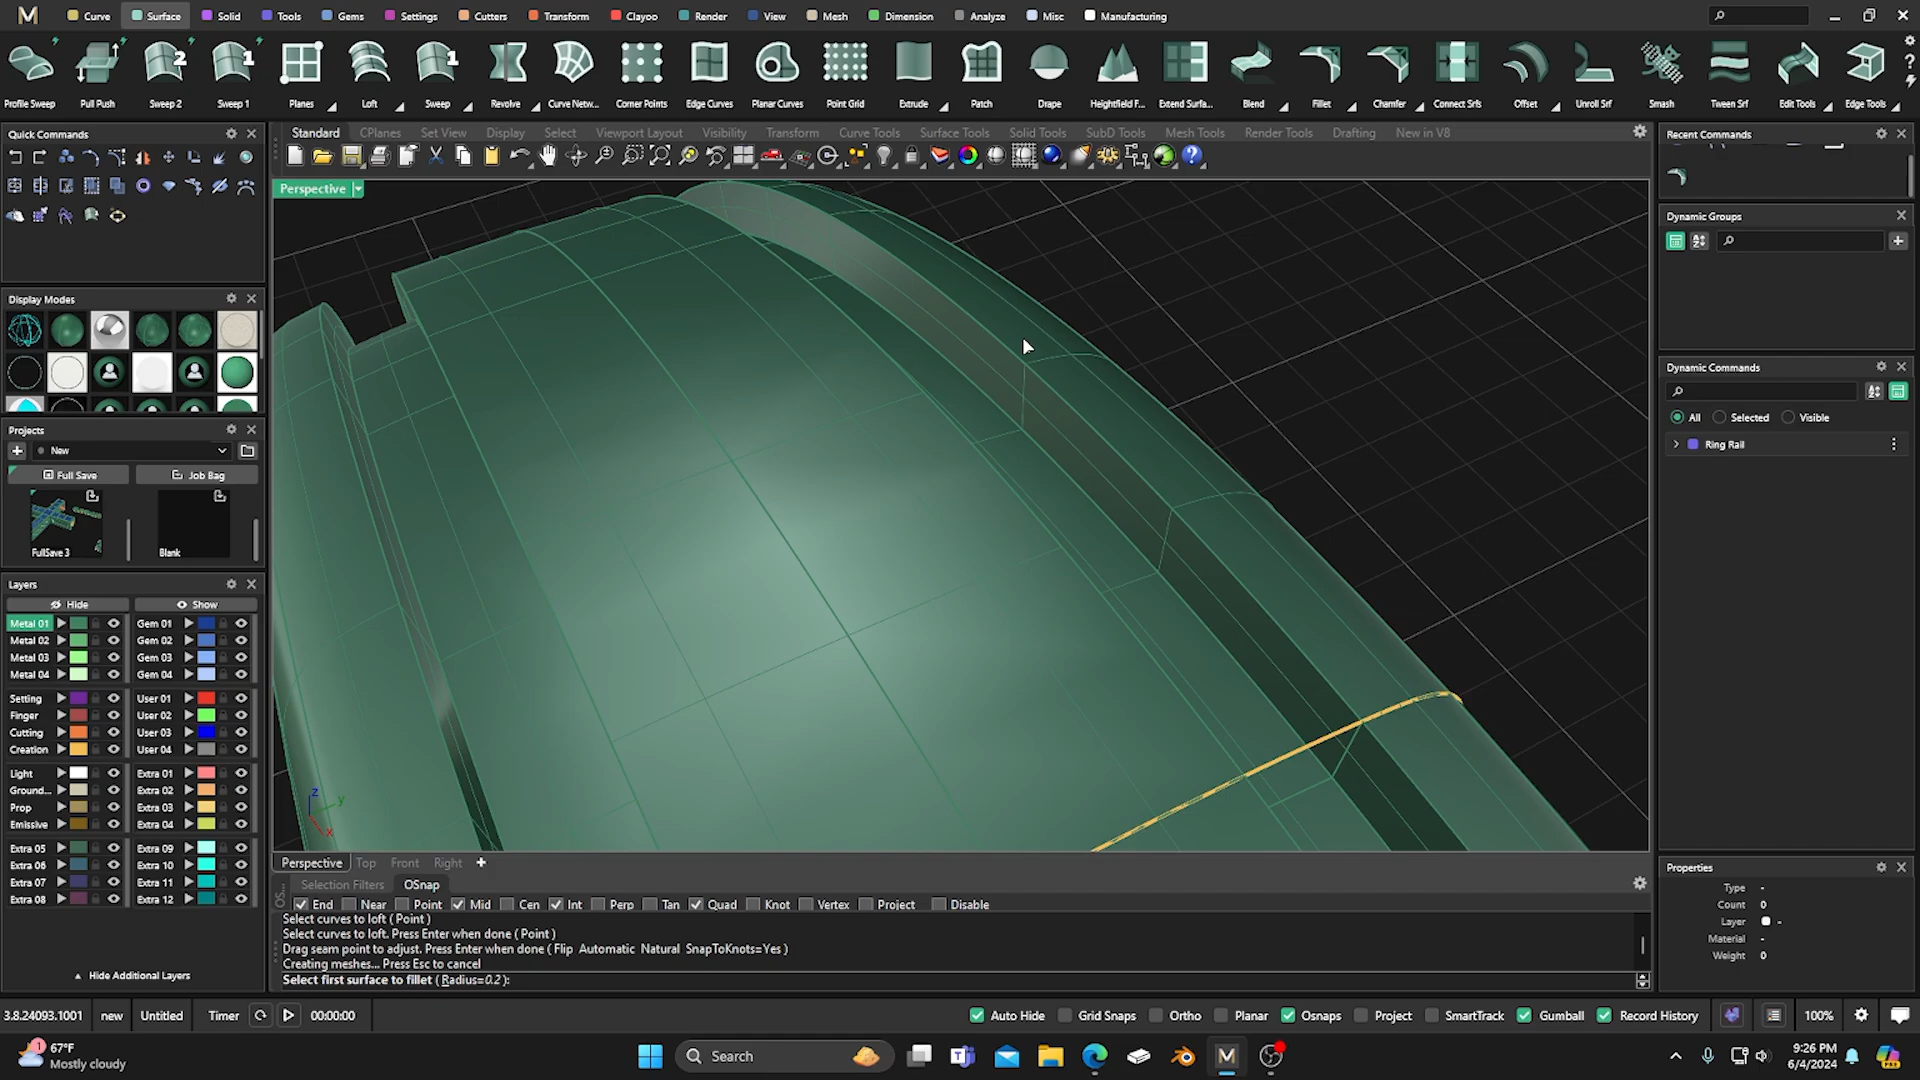 Curve Surface Solid Tools Gems Settings Cutters Transform Clayoo Render View Mesh Dimension Analyze Misc Manufacturing
2 1 1
Profile Sweep Pull Push Sweep 2 Sweep 1 Planes Loft Sweep Revolve Curve Netw... Corner Points Edge Curves Planar Curves Point Grid Extrude Patch Drape Heightfield F... Extend Surfa... Blend Fillet Chamfer Connect Srfs Offset Unroll Srf Smash Tween Srf Edit Tools Edge Tools
Quick Commands
Standard CPlanes Set View Display Select Viewport Layout Visibility Transform Curve Tools Surface Tools Solid Tools SubD Tools Mesh Tools Render Tools Drafting New in V8
Recent Commands
Perspective
Dynamic Groups
Display Modes
Dynamic Commands
All Selected Visible
Ring Rail
Projects
New
Full Save Job Bag
FullSave 3 Blank
Layers
Hide Show
Metal 01 Gem 01
Metal 02 Gem 02
Metal 03 Gem 03
Metal 04 Gem 04
Setting User 01
Finger User 02
Cutting User 03
Creation User 04
Light Extra 01
Ground... Extra 02
Prop Extra 03
Emissive Extra 04
Extra 05 Extra 09
Extra 06 Extra 10
Extra 07 Extra 11
Extra 08 Extra 12
Hide Additional Layers
z y x
Perspective Top Front Right
Selection Filters OSnap
End Near Point Mid Cen Int Perp Tan Quad Knot Vertex Project Disable
Select curves to loft ( Point )
Select curves to loft. Press Enter when done ( Point )
Drag seam point to adjust. Press Enter when done ( Flip Automatic Natural SnapToKnots=Yes )
Creating meshes... Press Esc to cancel
Select first surface to fillet ( Radius=0.2 ):
Properties
Type -
Count 0
Layer -
Material -
Weight 0
3.8.24093.1001 new Untitled Timer 00:00:00 Auto Hide Grid Snaps Ortho Planar Osnaps Project SmartTrack Gumball Record History 100%
1 67°F
Mostly cloudy
Search
9:26 PM
6/4/2024